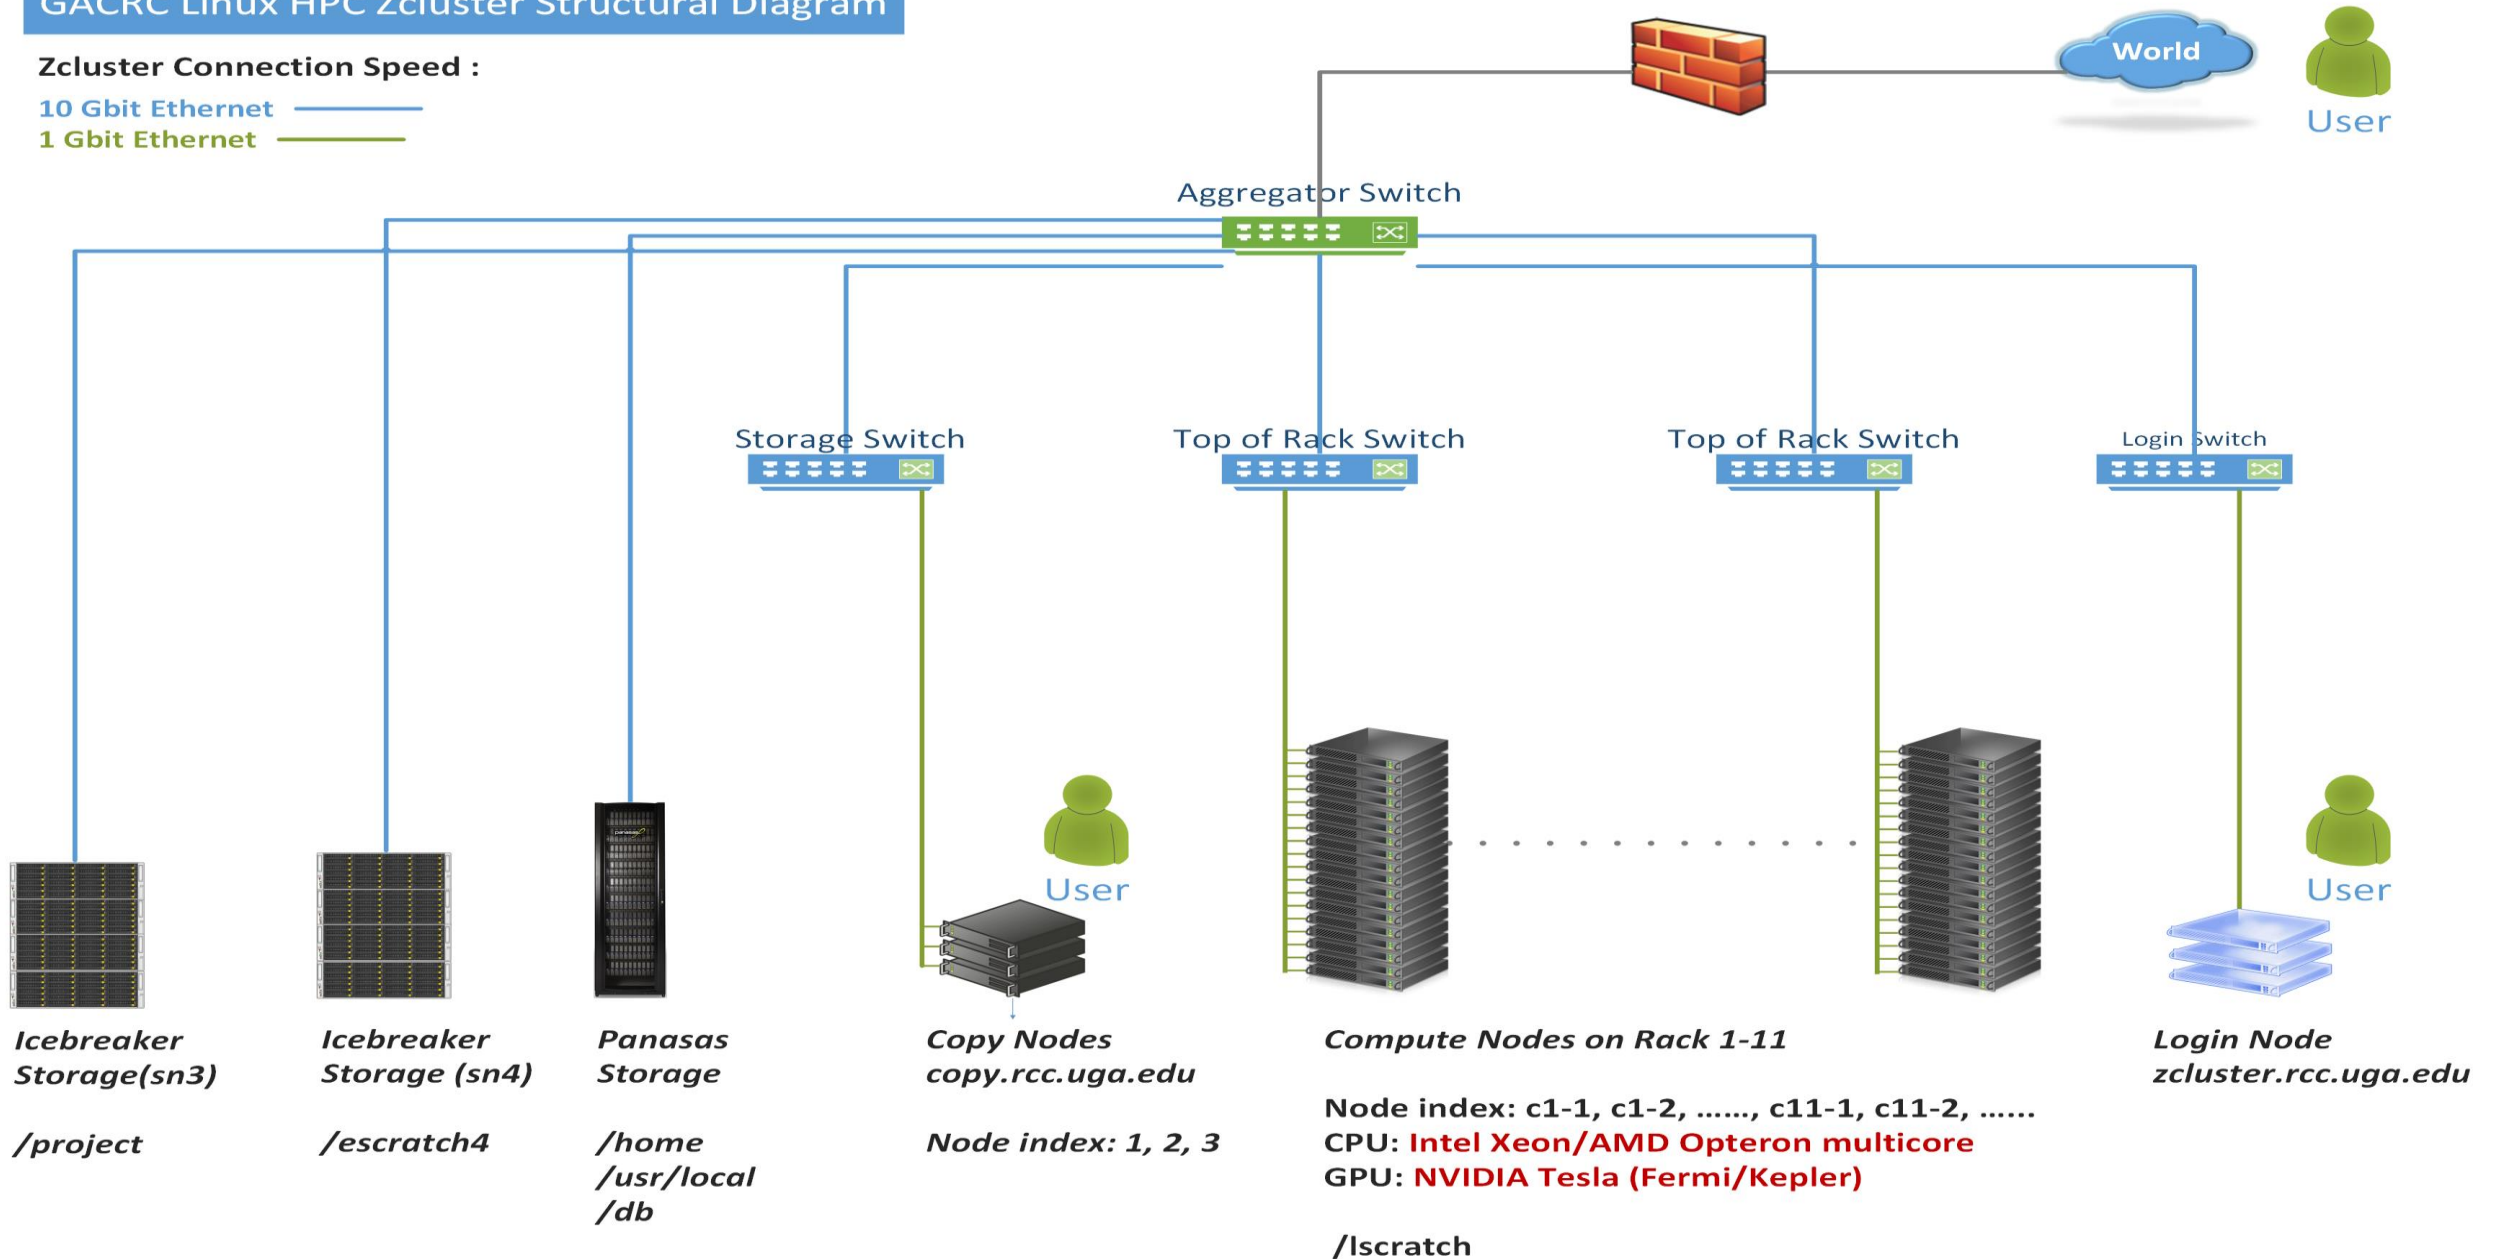 GACRC Linux HPC Zcluster Structural Diagram
Zcluster Connection Speed :
10 Gbit Ethernet
1 Gbit Ethernet
World
User
Aggregator Switch
Storage Switch
Top of Rack Switch
Top of Rack Switch
Login Switch
panasas
User
User
Icebreaker
Storage(sn3)
/project
Icebreaker
Storage (sn4)
/escratch4
Panasas
Storage
/home
/usr/local
/db
Copy Nodes
copy.rcc.uga.edu
Node index: 1, 2, 3
Compute Nodes on Rack 1-11
Node index: c1-1, c1-2, ……, c11-1, c11-2, ……
CPU: Intel Xeon/AMD Opteron multicore
GPU: NVIDIA Tesla (Fermi/Kepler)
/lscratch
Login Node
zcluster.rcc.uga.edu